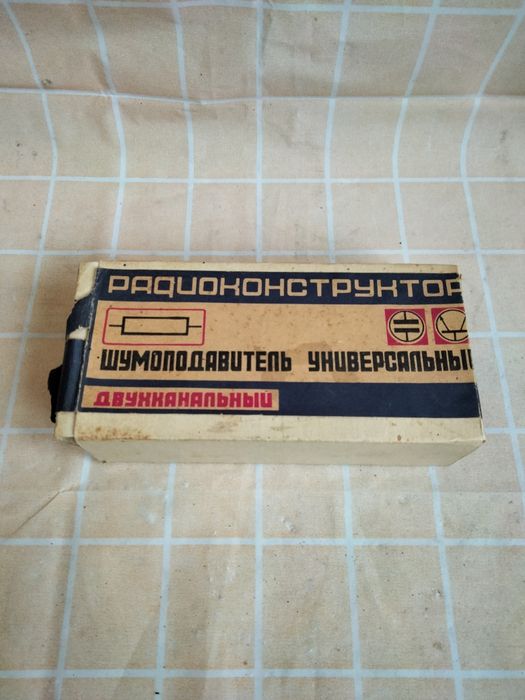 РАДИОКОНСТРУКТОР
ШУМОПОДАВИТЕЛЬ УНИВЕРСАЛЬНЫЙ
ДВУХКАНАЛЬНЫЙ